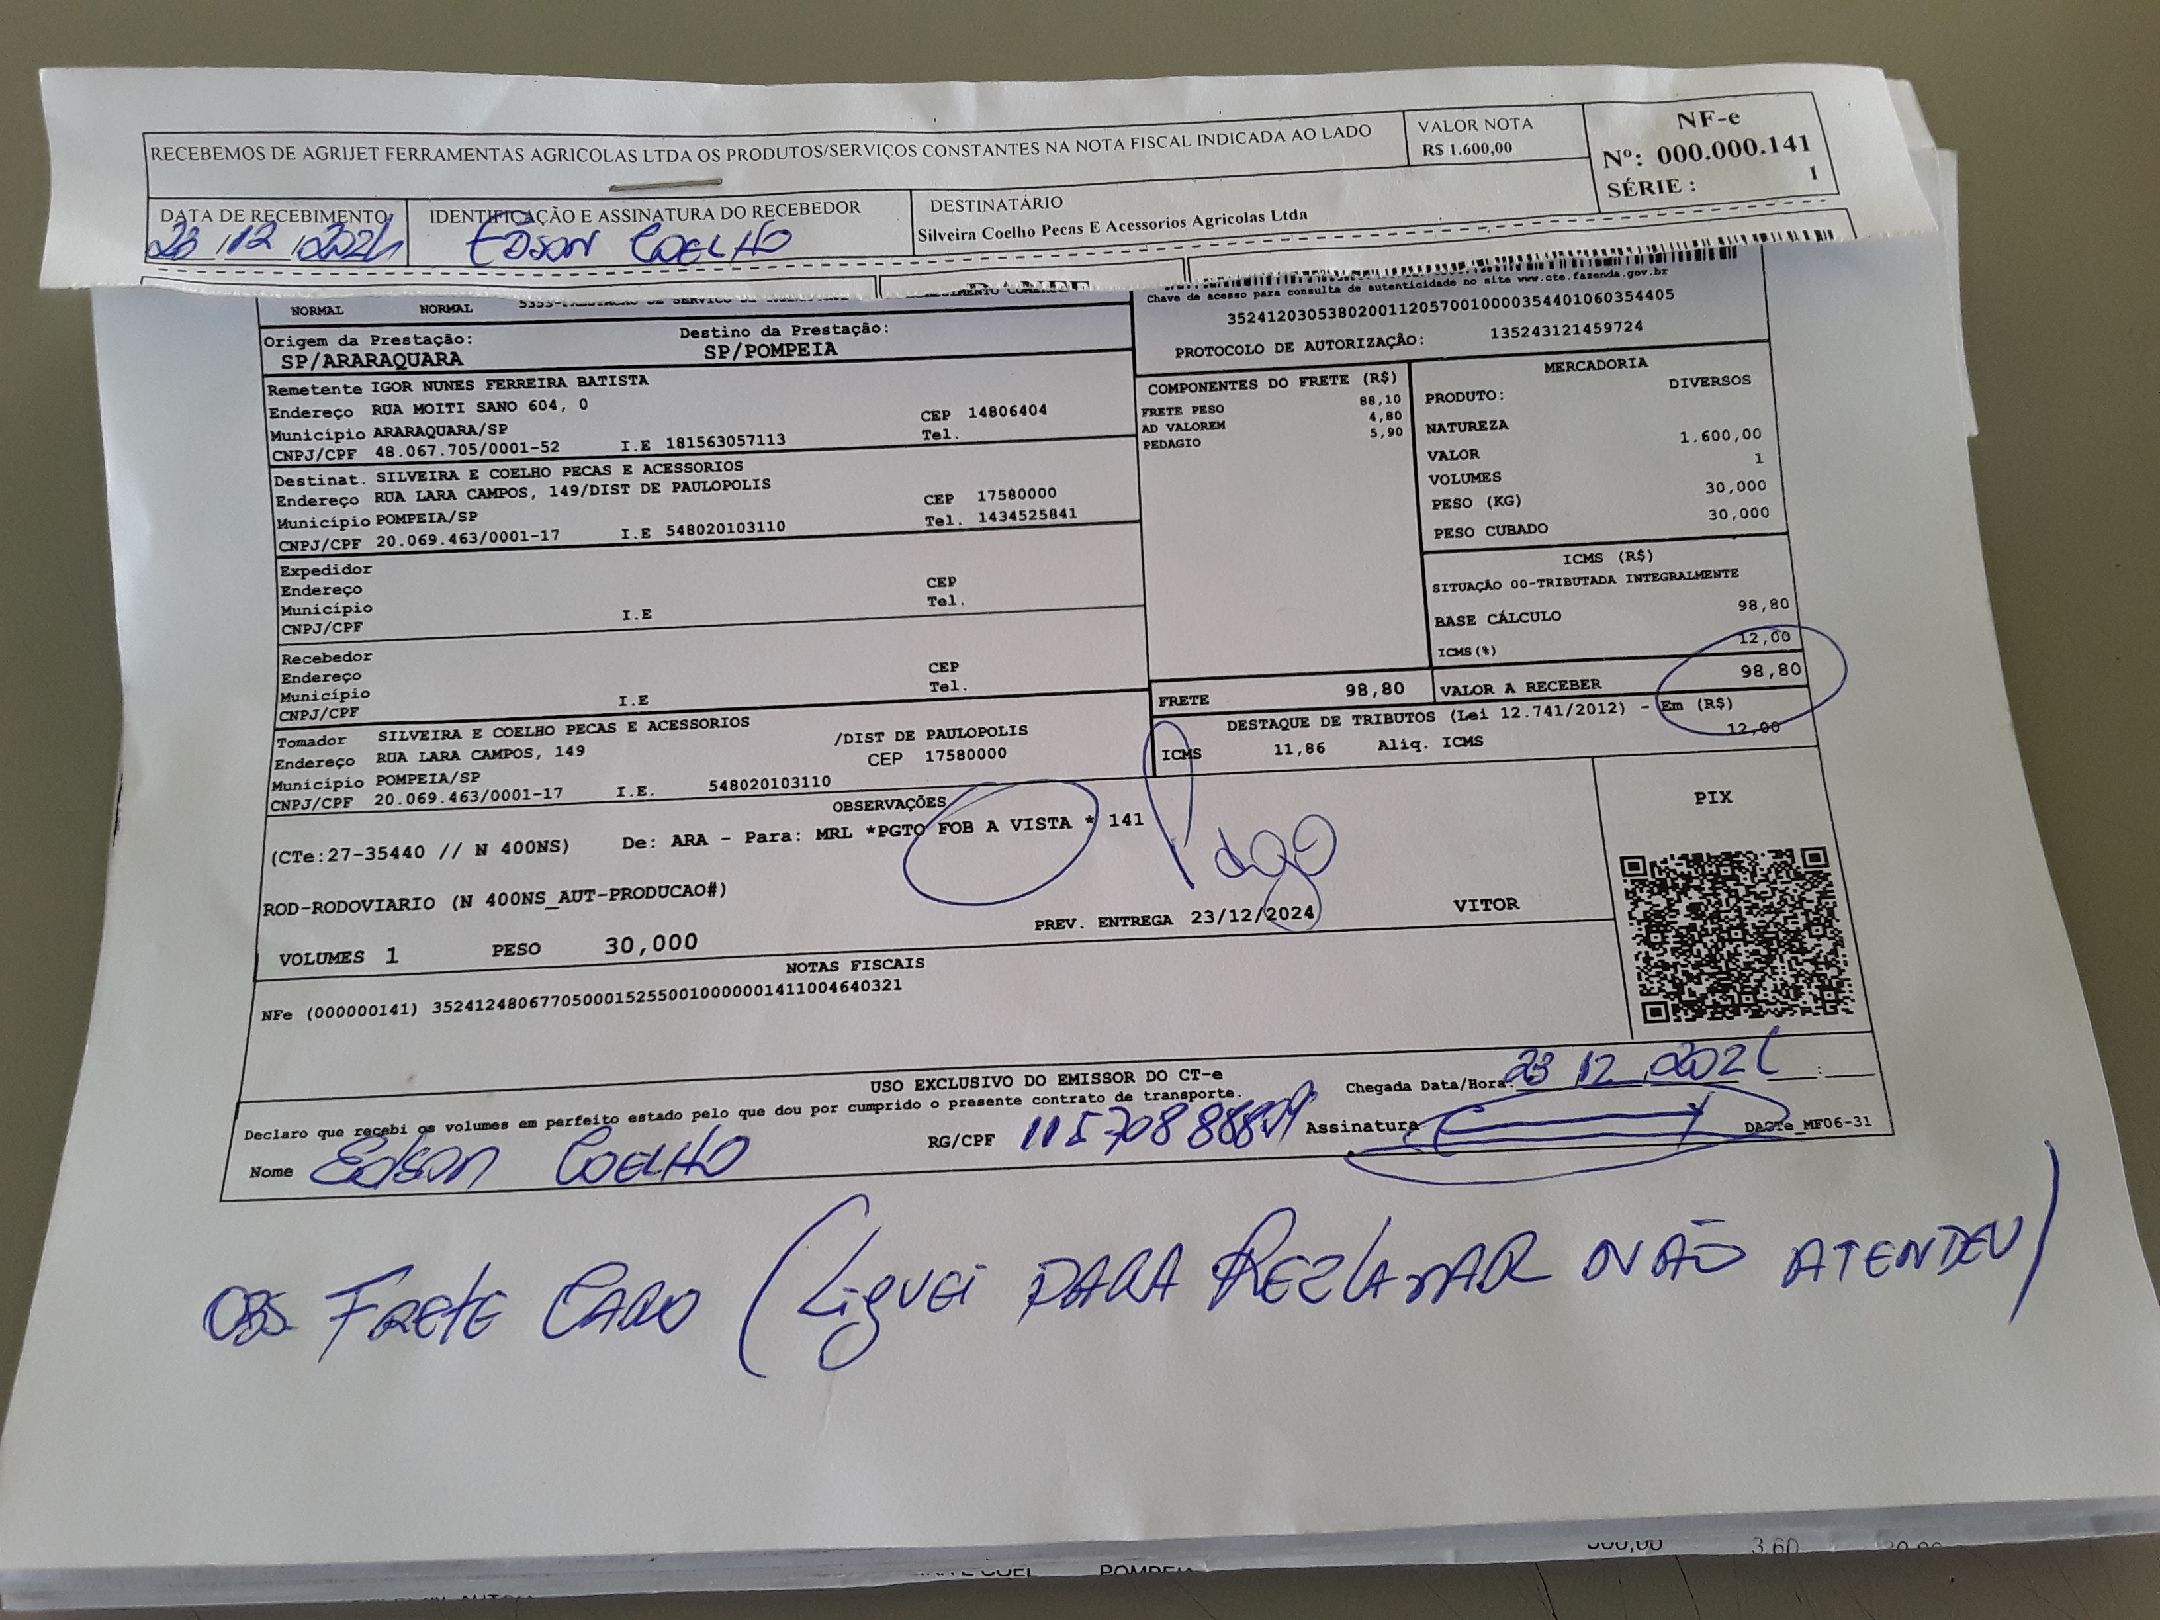 RECEBEMOS DE AGRIJET FERRAMENTAS AGRICOLAS LTDA OS PRODUTOS/SERVIÇOS CONSTANTES NA NOTA FISCAL INDICADA AO LADO
VALOR NOTA
R$ 1.600,00
NF-e
Nº: 000.000.141
SÉRIE : 1
DATA DE RECEBIMENTO
23 12 2024
IDENTIFICAÇÃO E ASSINATURA DO RECEBEDOR
EDSON COELHO
DESTINATÁRIO
Silveira Coelho Pecas E Acessorios Agricolas Ltda
NORMAL NORMAL
Chave de acesso para consulta de autenticidade no site www.cte.fazenda.gov.br
35241203053802001120570010000354401060354405
PROTOCOLO DE AUTORIZAÇÃO: 135243121459724
Origem da Prestação: Destino da Prestação:
SP/ARARAQUARA SP/POMPEIA
Remetente IGOR NUNES FERREIRA BATISTA
Endereço RUA MOITI SANO 604, 0 CEP 14806404
Município ARARAQUARA/SP Tel.
CNPJ/CPF 48.067.705/0001-52 I.E 181563057113
Destinat. SILVEIRA E COELHO PECAS E ACESSORIOS
Endereço RUA LARA CAMPOS, 149/DIST DE PAULOPOLIS CEP 17580000
Município POMPEIA/SP Tel. 1434525841
CNPJ/CPF 20.069.463/0001-17 I.E 548020103110
Expedidor
Endereço CEP
Município Tel.
CNPJ/CPF I.E
Recebedor
Endereço CEP
Município Tel.
CNPJ/CPF I.E
Tomador SILVEIRA E COELHO PECAS E ACESSORIOS
Endereço RUA LARA CAMPOS, 149 /DIST DE PAULOPOLIS
Município POMPEIA/SP CEP 17580000
CNPJ/CPF 20.069.463/0001-17 I.E. 548020103110
COMPONENTES DO FRETE (R$)
FRETE PESO 88,10
AD VALOREM 4,80
PEDAGIO 5,90
MERCADORIA
PRODUTO: DIVERSOS
NATUREZA
VALOR 1.600,00
VOLUMES 1
PESO (KG) 30,000
PESO CUBADO 30,000
ICMS (R$)
SITUAÇÃO 00-TRIBUTADA INTEGRALMENTE
BASE CÁLCULO 98,80
ICMS(%) 12,00
FRETE 98,80 VALOR A RECEBER 98,80
DESTAQUE DE TRIBUTOS (Lei 12.741/2012) - Em (R$)
ICMS 11,86 Aliq. ICMS 12,00
OBSERVAÇÕES
(CTe:27-35440 // N 400NS) De: ARA - Para: MRL *PGTO FOB A VISTA * 141
Pago
ROD-RODOVIARIO (N 400NS_AUT-PRODUCAO#)
PREV. ENTREGA 23/12/2024 VITOR
VOLUMES 1 PESO 30,000
PIX
NOTAS FISCAIS
NFe (000000141) 35241248067705000152550010000001411004640321
USO EXCLUSIVO DO EMISSOR DO CT-e
Declaro que recebi os volumes em perfeito estado pelo que dou por cumprido o presente contrato de transporte.
Chegada Data/Hora: 23 12 2024 :
Nome EDSON COELHO RG/CPF Assinatura DACTe_MF06-31
OBS. FRETE CARO (LIGUEI PARA REZLAMAR NÃO ATENDEU)
3,60
POMPEIA